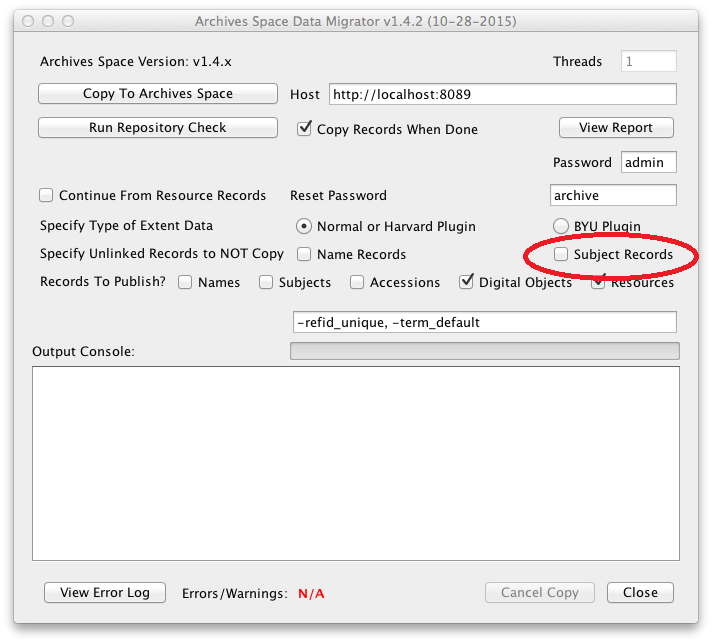 Archives Space Data Migrator v1.4.2 (10-28-2015)
Archives Space Version: v1.4.x Threads 1
Copy To Archives Space Host http://localhost:8089
Run Repository Check Copy Records When Done View Report
Password admin
Continue From Resource Records Reset Password archive
Specify Type of Extent Data Normal or Harvard Plugin BYU Plugin
Specify Unlinked Records to NOT Copy Name Records Subject Records
Records To Publish? Names Subjects Accessions Digital Objects Resources
-refid_unique, -term_default
Output Console:
View Error Log Errors/Warnings: N/A Cancel Copy Close